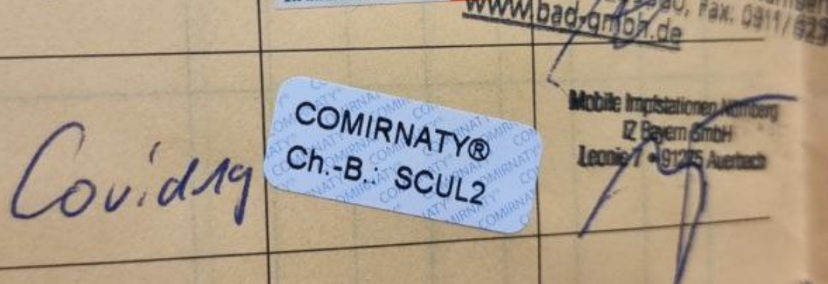 www.bad-gmbh.de
Covid19
COMIRNATY®
Ch.-B.: SCUL2
Mobile Impfstationen Nürnberg
IZ Bayern GmbH
Leonie 7 • 91275 Auerbach